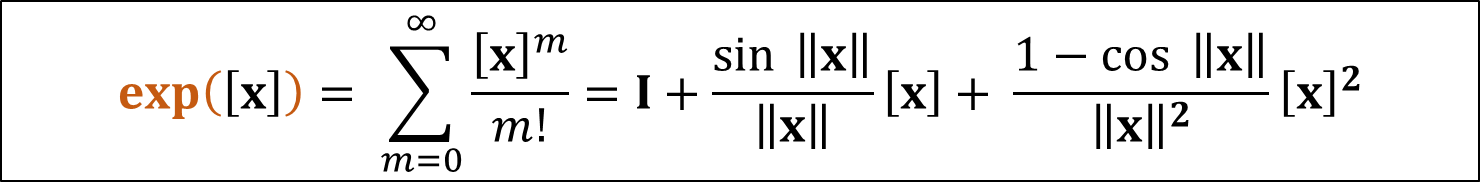 exp([x]) = ∑_{m=0}^{∞} [x]^m / m! = I + (sin ‖x‖ / ‖x‖) [x] + (1 − cos ‖x‖ / ‖x‖²) [x]²